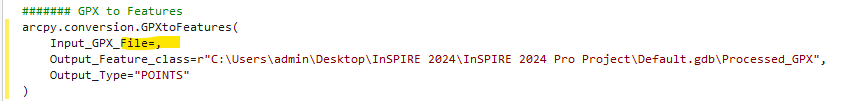 ####### GPX to Features
arcpy.conversion.GPXtoFeatures(
Input_GPX_File=,
Output_Feature_class=r"C:\Users\admin\Desktop\InSPIRE 2024\InSPIRE 2024 Pro Project\Default.gdb\Processed_GPX",
Output_Type="POINTS"
)